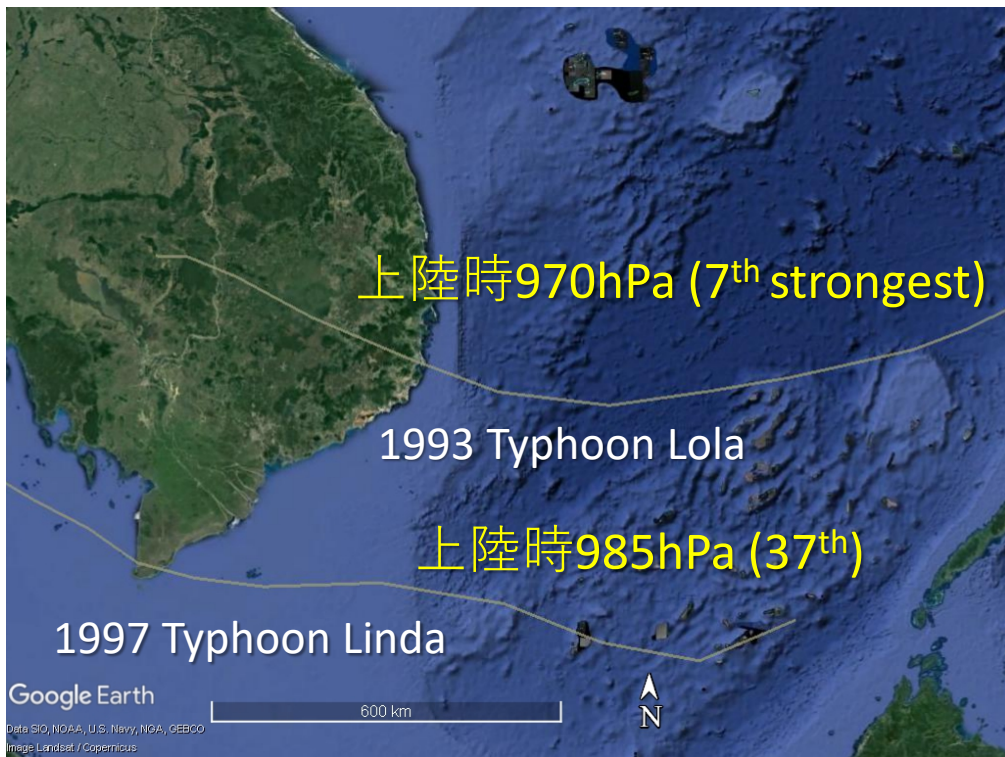 上陸時970hPa (7th strongest)
1993 Typhoon Lola
上陸時985hPa (37th)
1997 Typhoon Linda
Google Earth
600 km
N
Data SIO, NOAA, U.S. Navy, NGA, GEBCO
Image Landsat / Copernicus